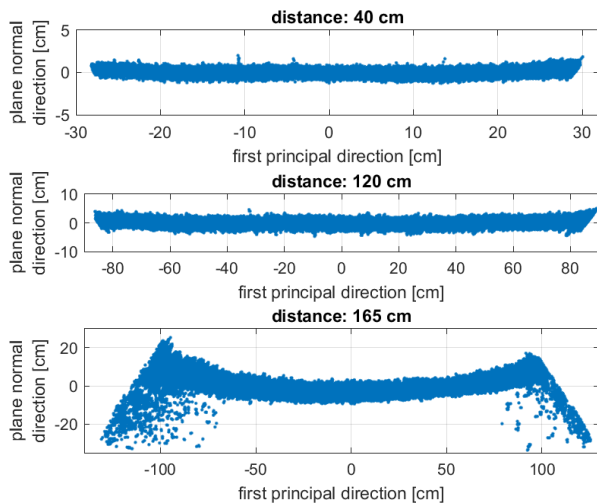 distance: 40 cm
5
0
-5
plane normal
direction [cm]
-30 -20 -10 0 10 20 30
first principal direction [cm]
distance: 120 cm
10
0
-10
plane normal
direction [cm]
-80 -60 -40 -20 0 20 40 60 80
first principal direction [cm]
distance: 165 cm
20
0
-20
plane normal
direction [cm]
-100 -50 0 50 100
first principal direction [cm]